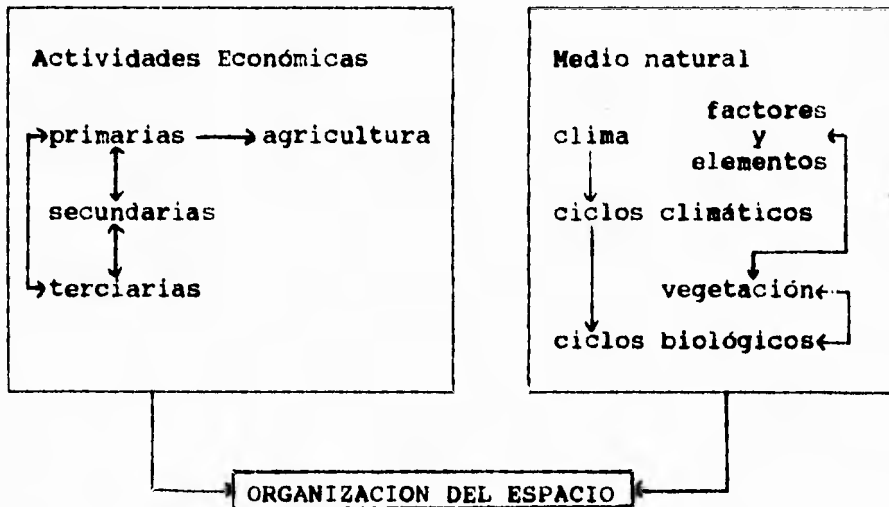 Actividades Económicas
primarias
agricultura
secundarias
terciarias
Medio natural
clima
factores
y
elementos
ciclos climáticos
vegetación
ciclos biológicos
ORGANIZACION DEL ESPACIO